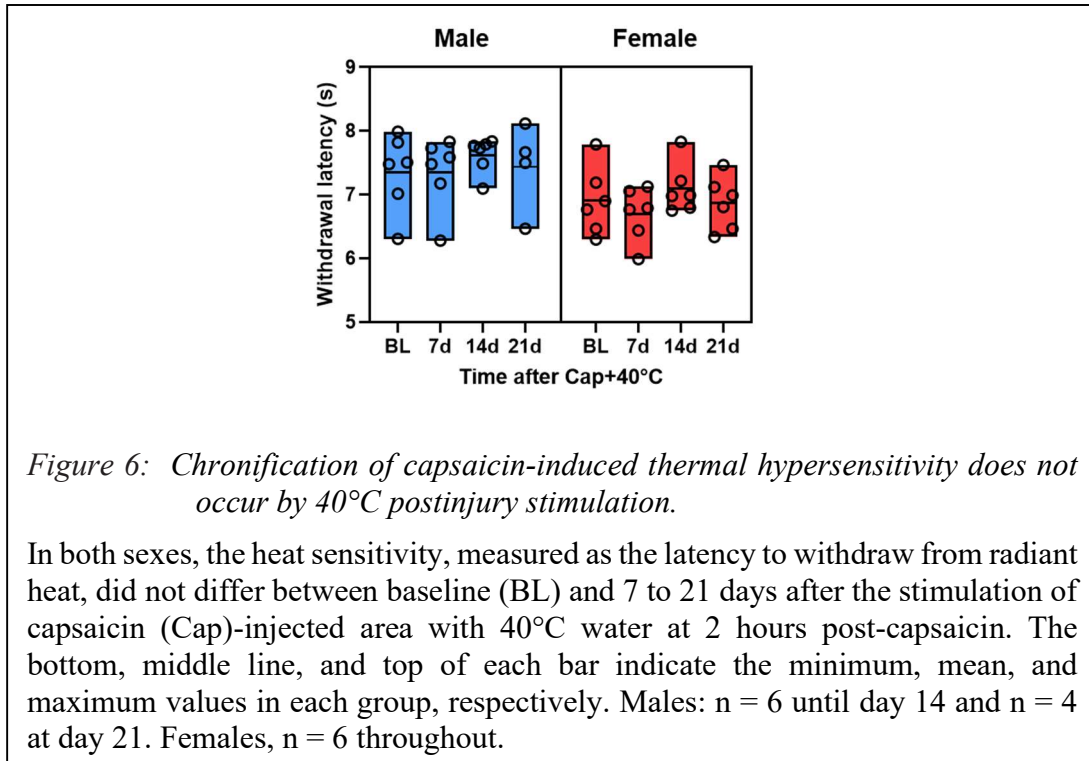 Male Female
Withdrawal latency (s)
9
8
7
6
5
BL 7d 14d 21d BL 7d 14d 21d
Time after Cap+40°C
Figure 6: Chronification of capsaicin-induced thermal hypersensitivity does not
occur by 40°C postinjury stimulation.
In both sexes, the heat sensitivity, measured as the latency to withdraw from radiant
heat, did not differ between baseline (BL) and 7 to 21 days after the stimulation of
capsaicin (Cap)-injected area with 40°C water at 2 hours post-capsaicin. The
bottom, middle line, and top of each bar indicate the minimum, mean, and
maximum values in each group, respectively. Males: n = 6 until day 14 and n = 4
at day 21. Females, n = 6 throughout.